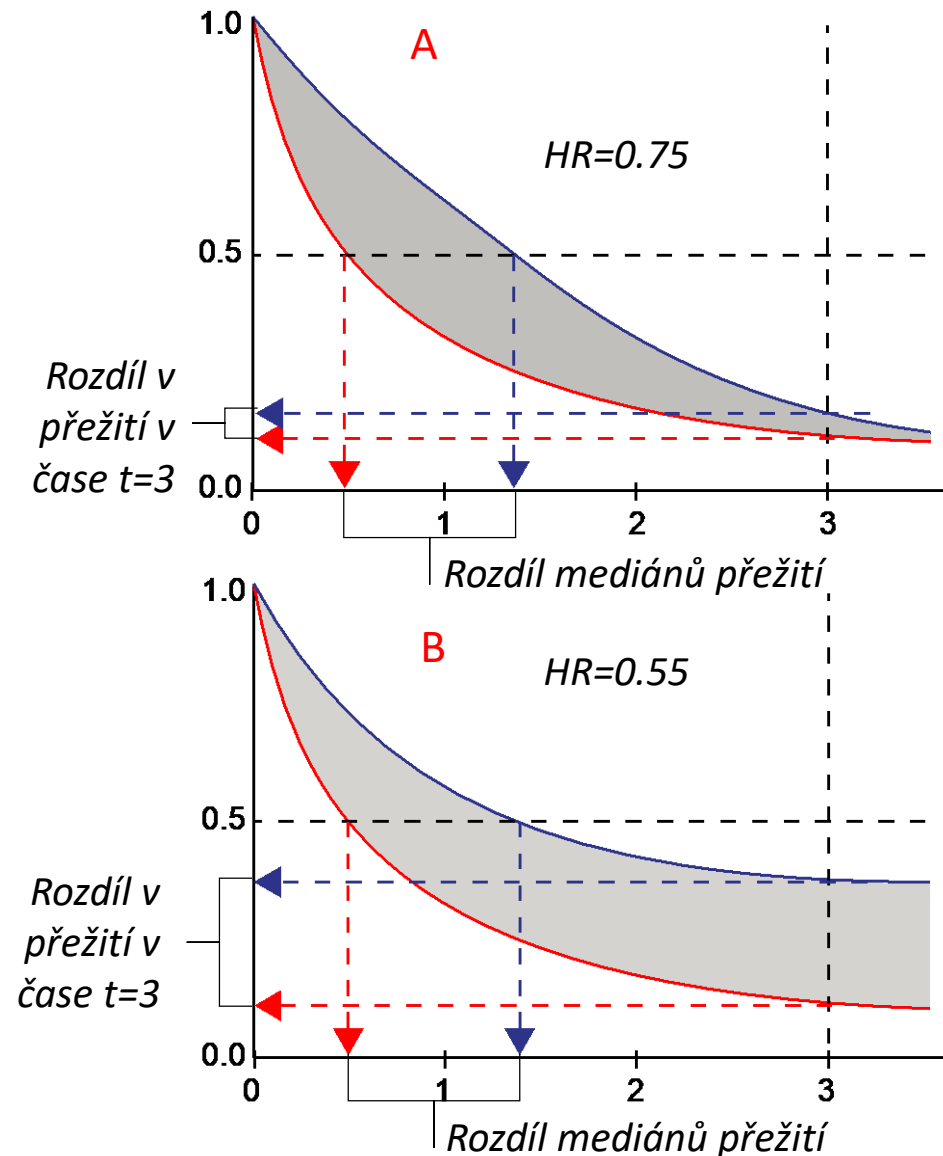 1.0
A
HR=0.75
0.5
Rozdíl v
přežití v
čase t=3
0.0
0 1 2 3
Rozdíl mediánů přežití
1.0
B
HR=0.55
0.5
Rozdíl v
přežití v
čase t=3
0.0
0 1 2 3
Rozdíl mediánů přežití